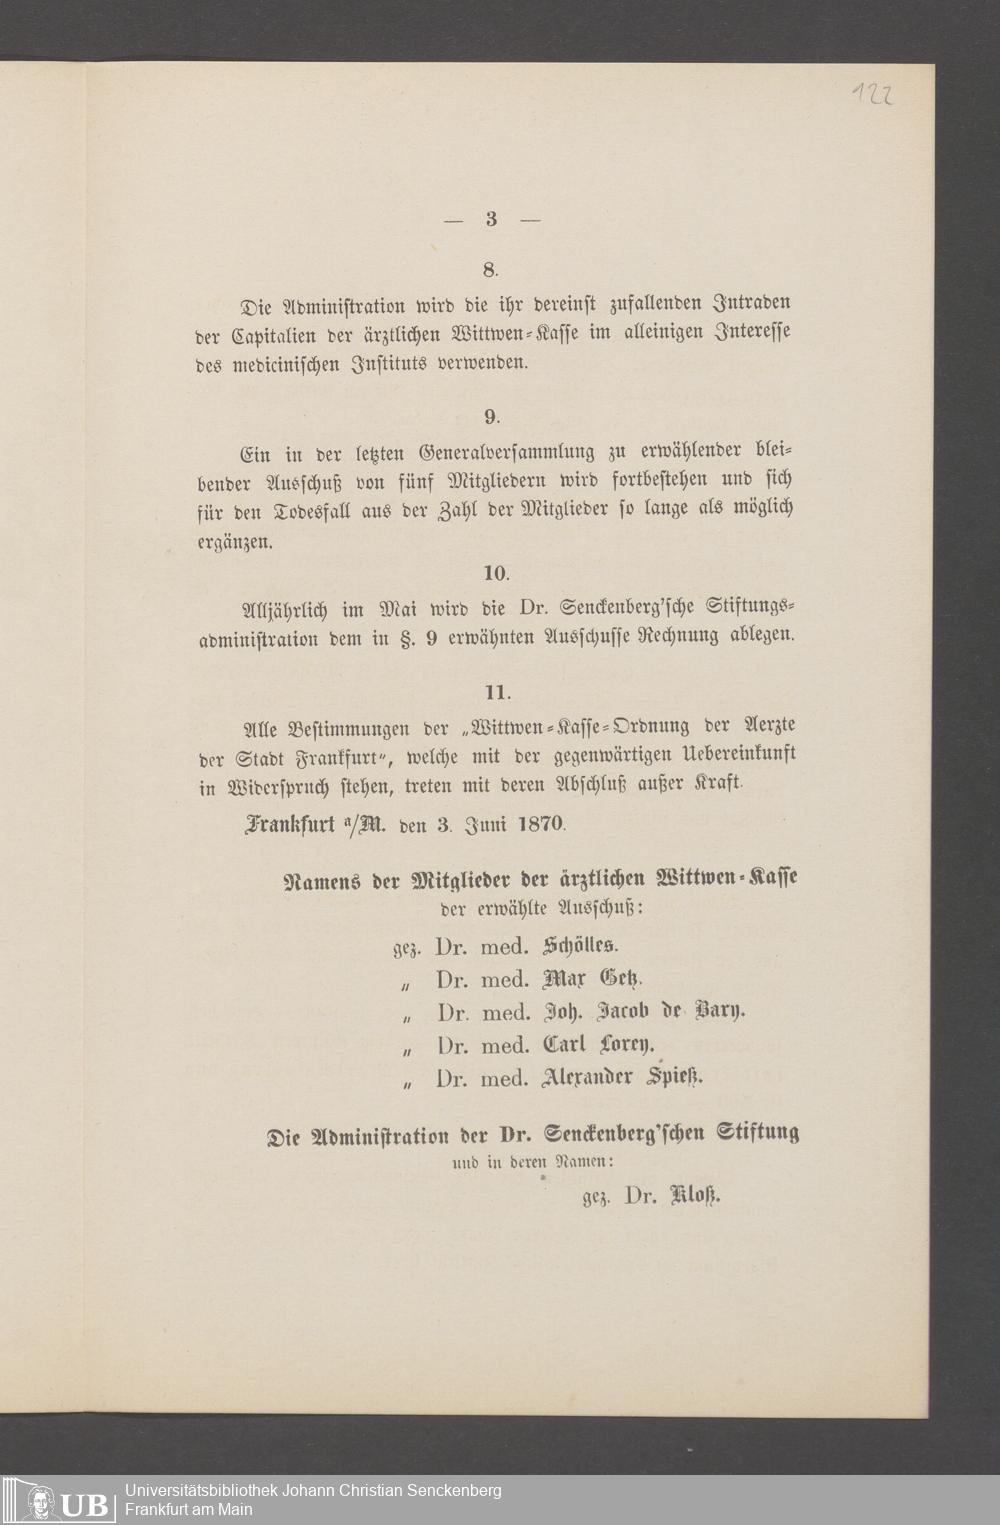 122
— 3 —
8.
Die Administration wird die ihr dereinst zufallenden Intraden
der Capitalien der ärztlichen Wittwen-Kasse im alleinigen Interesse
des medicinischen Instituts verwenden.
9.
Ein in der letzten Generalversammlung zu erwählender blei-
bender Ausschuß von fünf Mitgliedern wird fortbestehen und sich
für den Todesfall aus der Zahl der Mitglieder so lange als möglich
ergänzen.
10.
Alljährlich im Mai wird die Dr. Senckenberg'sche Stiftungs-
administration dem in §. 9 erwähnten Ausschusse Rechnung ablegen.
11.
Alle Bestimmungen der „Wittwen-Kasse-Ordnung der Aerzte
der Stadt Frankfurt“, welche mit der gegenwärtigen Uebereinkunft
in Widerspruch stehen, treten mit deren Abschluß außer Kraft.
Frankfurt a/M. den 3. Juni 1870.
Namens der Mitglieder der ärztlichen Wittwen-Kasse
der erwählte Ausschuß:
gez. Dr. med. Schölles.
„ Dr. med. Max Getz.
„ Dr. med. Joh. Jacob de Bary.
„ Dr. med. Carl Lorey.
„ Dr. med. Alexander Spieß.
Die Administration der Dr. Senckenberg'schen Stiftung
und in deren Namen:
gez. Dr. Kloß.
UB
Universitätsbibliothek Johann Christian Senckenberg
Frankfurt am Main